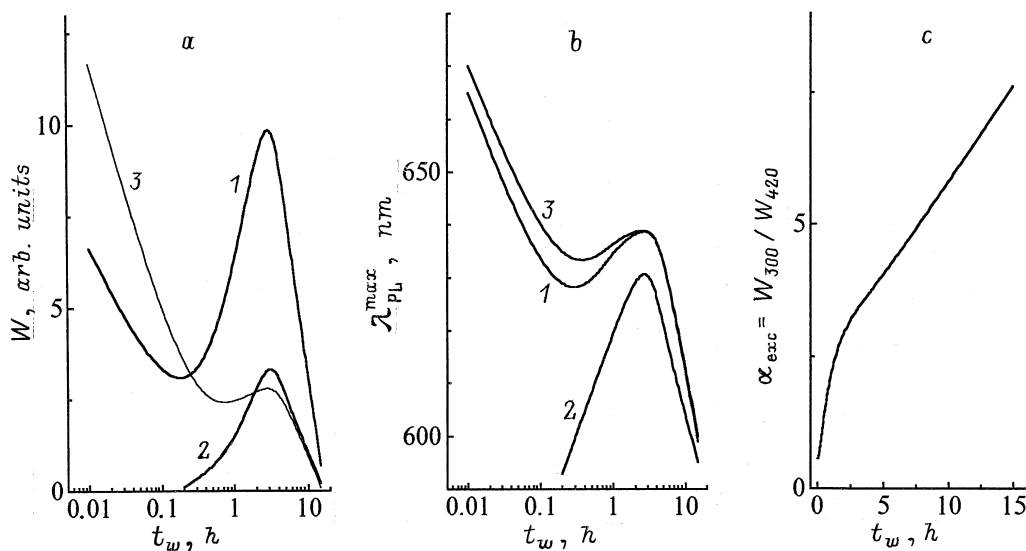 a
W, arb. units
10
5
0
3
1
2
0.01 0.1 1 10
t_w, h
b
λ_PL^max, nm
650
600
3
1
2
0.01 0.1 1 10
t_w, h
c
æ_exc = W_300 / W_420
5
0
0 5 10 15
t_w, h